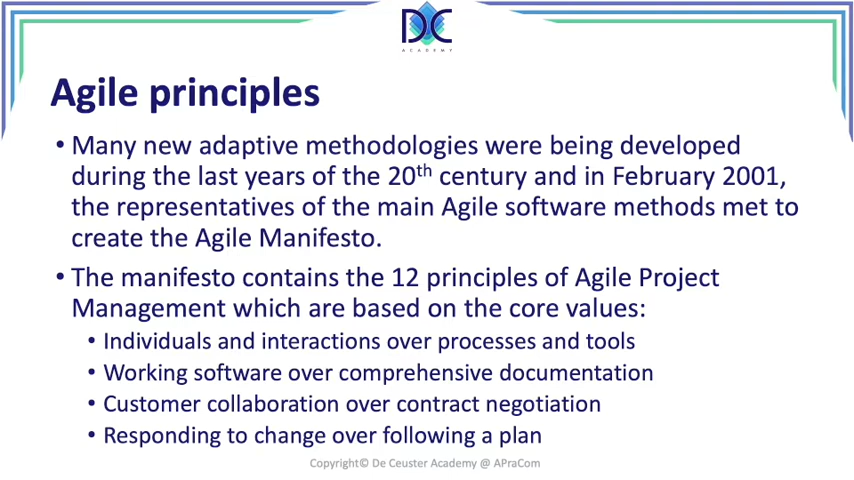 DC
ACADEMY
Agile principles
• Many new adaptive methodologies were being developed
during the last years of the 20th century and in February 2001,
the representatives of the main Agile software methods met to
create the Agile Manifesto.
• The manifesto contains the 12 principles of Agile Project
Management which are based on the core values:
• Individuals and interactions over processes and tools
• Working software over comprehensive documentation
• Customer collaboration over contract negotiation
• Responding to change over following a plan
Copyright© De Ceuster Academy @ APraCom